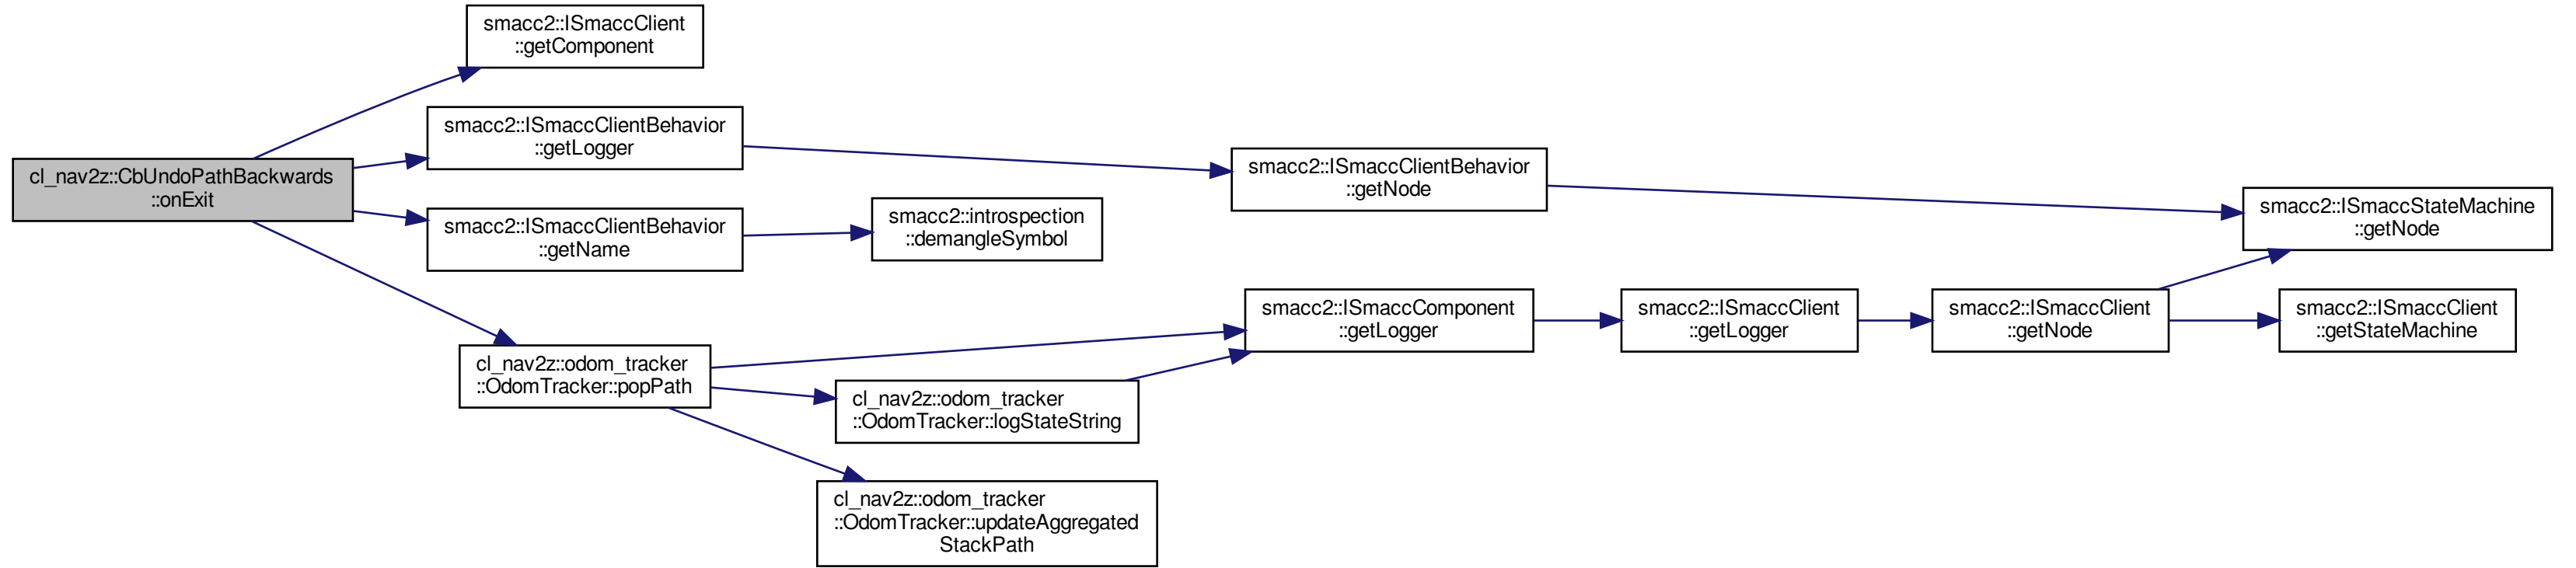 smacc2::ISmaccClient
::getComponent
smacc2::ISmaccClientBehavior
::getLogger
smacc2::ISmaccClientBehavior
::getNode
cl_nav2z::CbUndoPathBackwards
::onExit
smacc2::ISmaccClientBehavior
::getName
smacc2::introspection
::demangleSymbol
smacc2::ISmaccStateMachine
::getNode
smacc2::ISmaccComponent
::getLogger
smacc2::ISmaccClient
::getLogger
smacc2::ISmaccClient
::getNode
smacc2::ISmaccClient
::getStateMachine
cl_nav2z::odom_tracker
::OdomTracker::popPath
cl_nav2z::odom_tracker
::OdomTracker::logStateString
cl_nav2z::odom_tracker
::OdomTracker::updateAggregated
StackPath